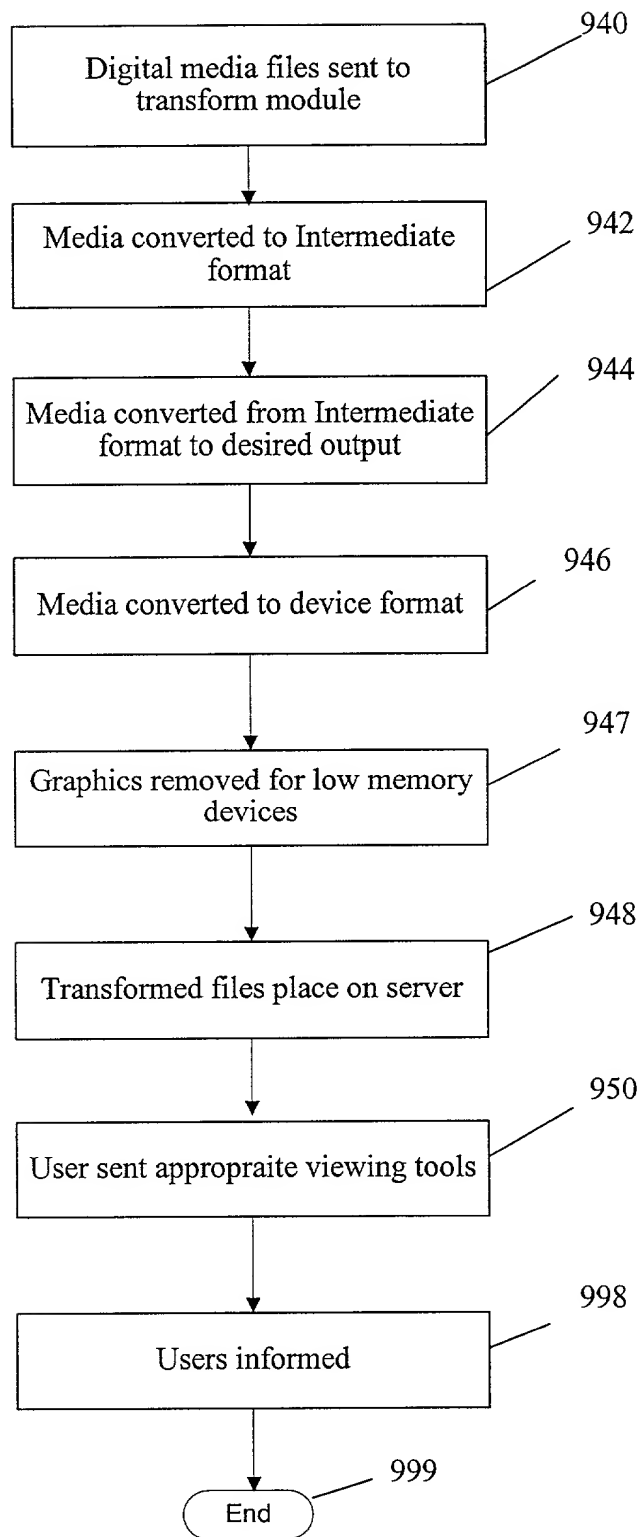 940
Digital media files sent to
transform module
942
Media converted to Intermediate
format
944
Media converted from Intermediate
format to desired output
946
Media converted to device format
947
Graphics removed for low memory
devices
948
Transformed files place on server
950
User sent appropraite viewing tools
998
Users informed
999
End